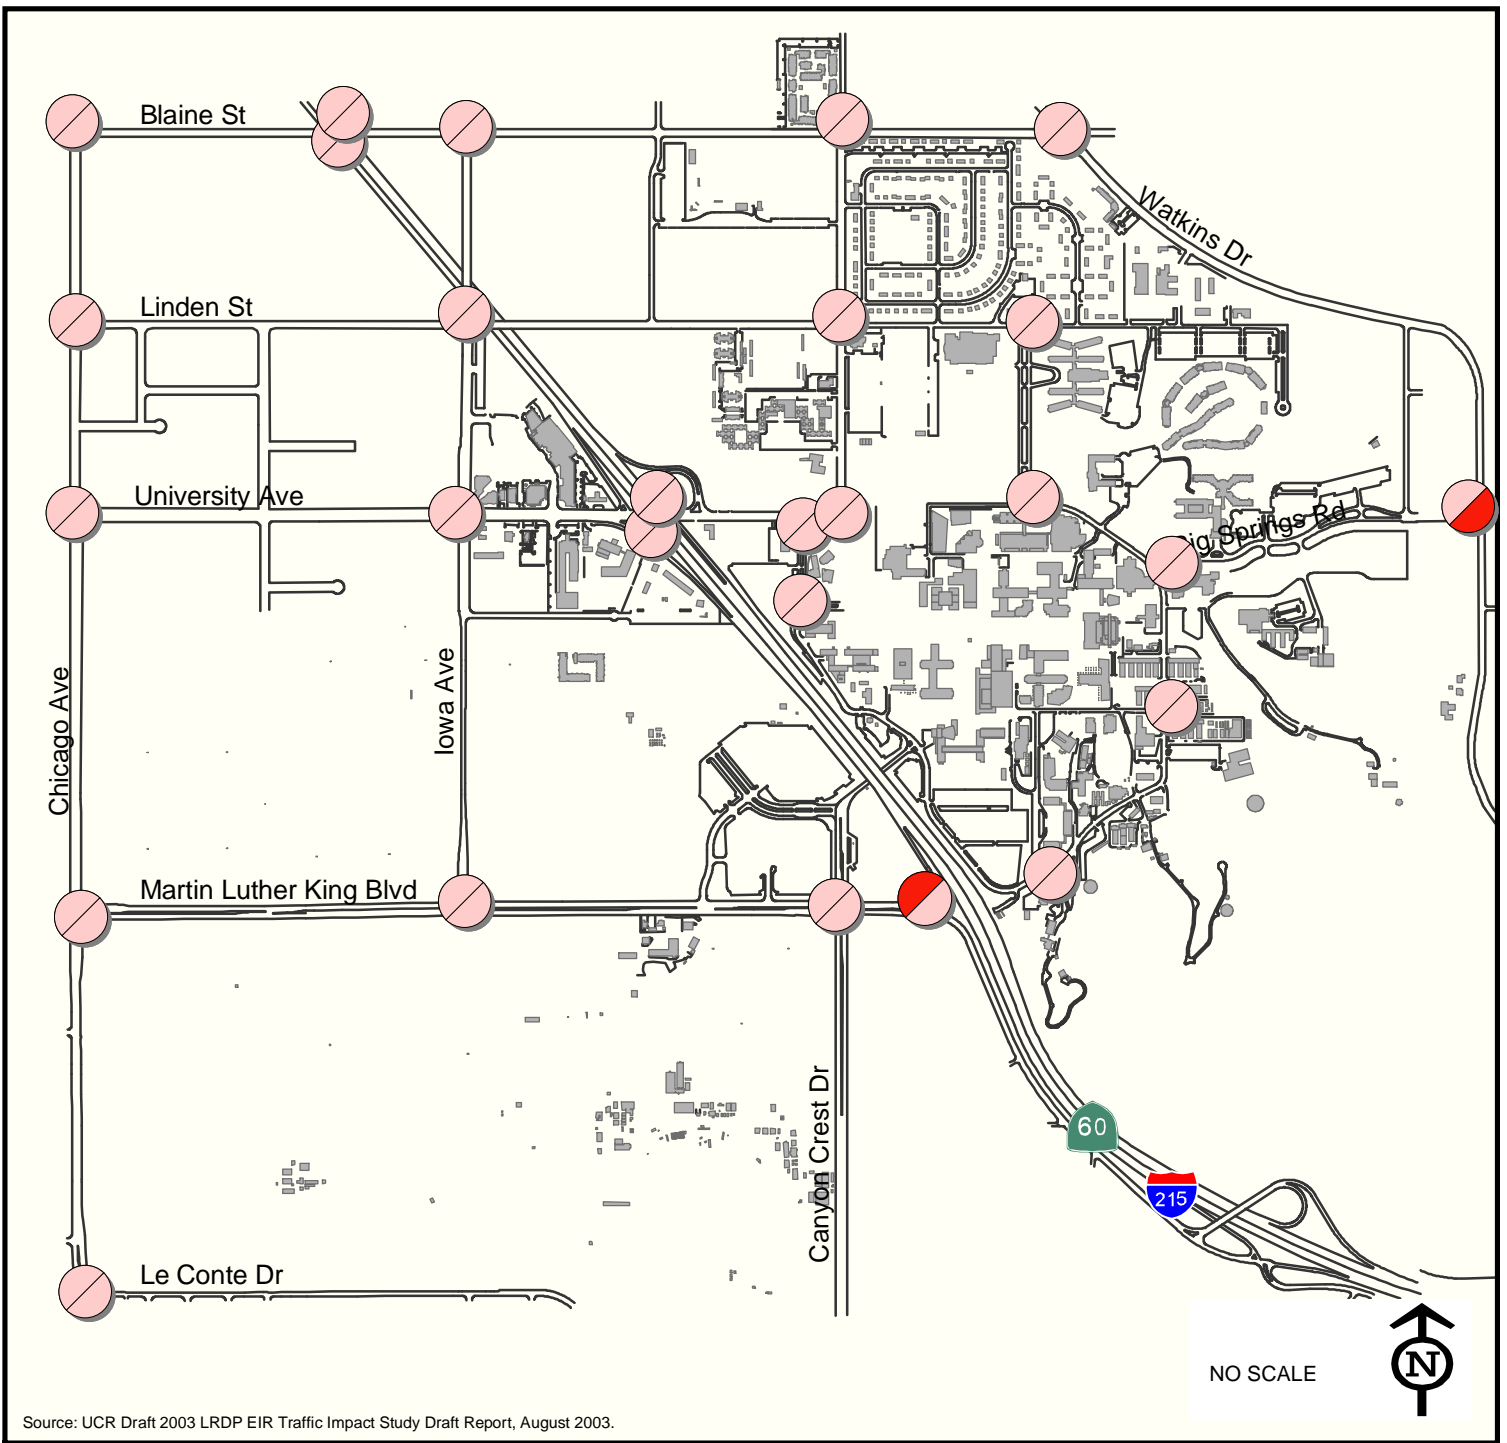 Blaine St
Watkins Dr
Linden St
University Ave
Big Springs Rd
Chicago Ave
Iowa Ave
Martin Luther King Blvd
Canyon Crest Dr
60
215
Le Conte Dr
N
NO SCALE
Source: UCR Draft 2003 LRDP EIR Traffic Impact Study Draft Report, August 2003.